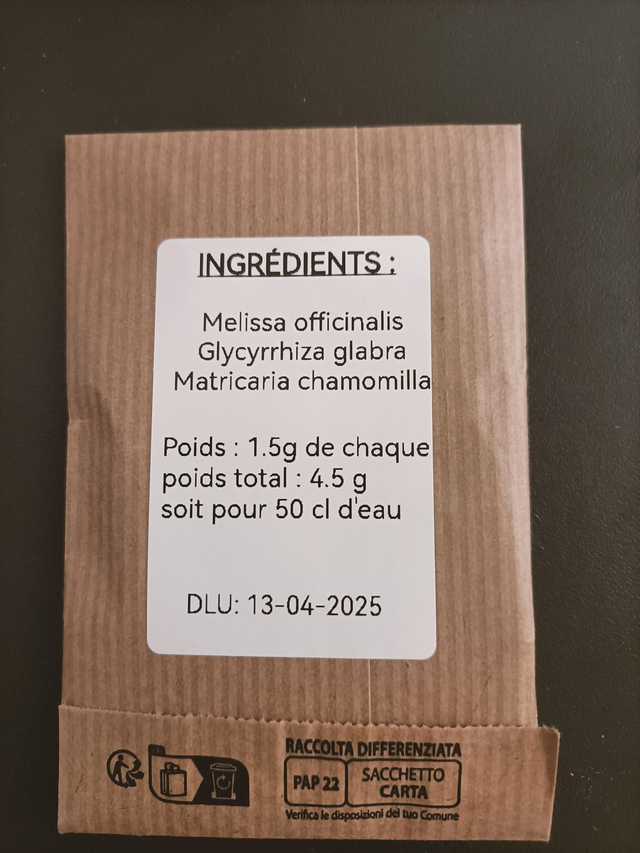 INGRÉDIENTS :
Melissa officinalis
Glycyrrhiza glabra
Matricaria chamomilla
Poids : 1.5g de chaque
poids total : 4.5 g
soit pour 50 cl d'eau
DLU: 13-04-2025
RACCOLTA DIFFERENZIATA
PAP 22
SACCHETTO
CARTA
Verifica le disposizioni del tuo Comune